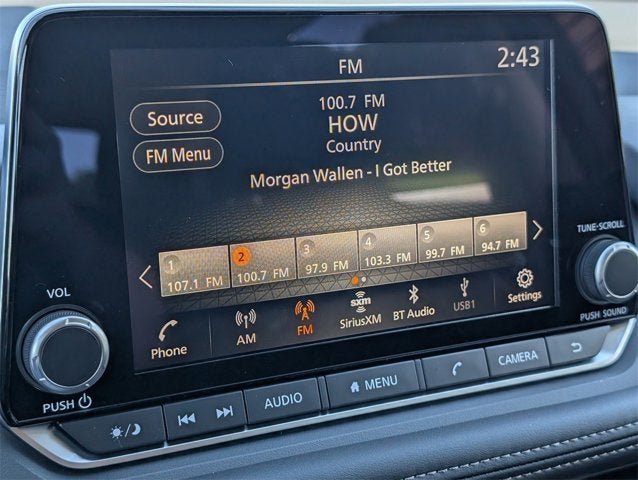 FM
2:43
Source
FM Menu
100.7 FM
HOW
Country
Morgan Wallen - I Got Better
1 107.1 FM
2 100.7 FM
3 97.9 FM
4 103.3 FM
5 99.7 FM
6 94.7 FM
Phone
AM
FM
sxm
SiriusXM
BT Audio
USB1
Settings
VOL
PUSH
TUNE·SCROLL
PUSH SOUND
AUDIO
MENU
CAMERA